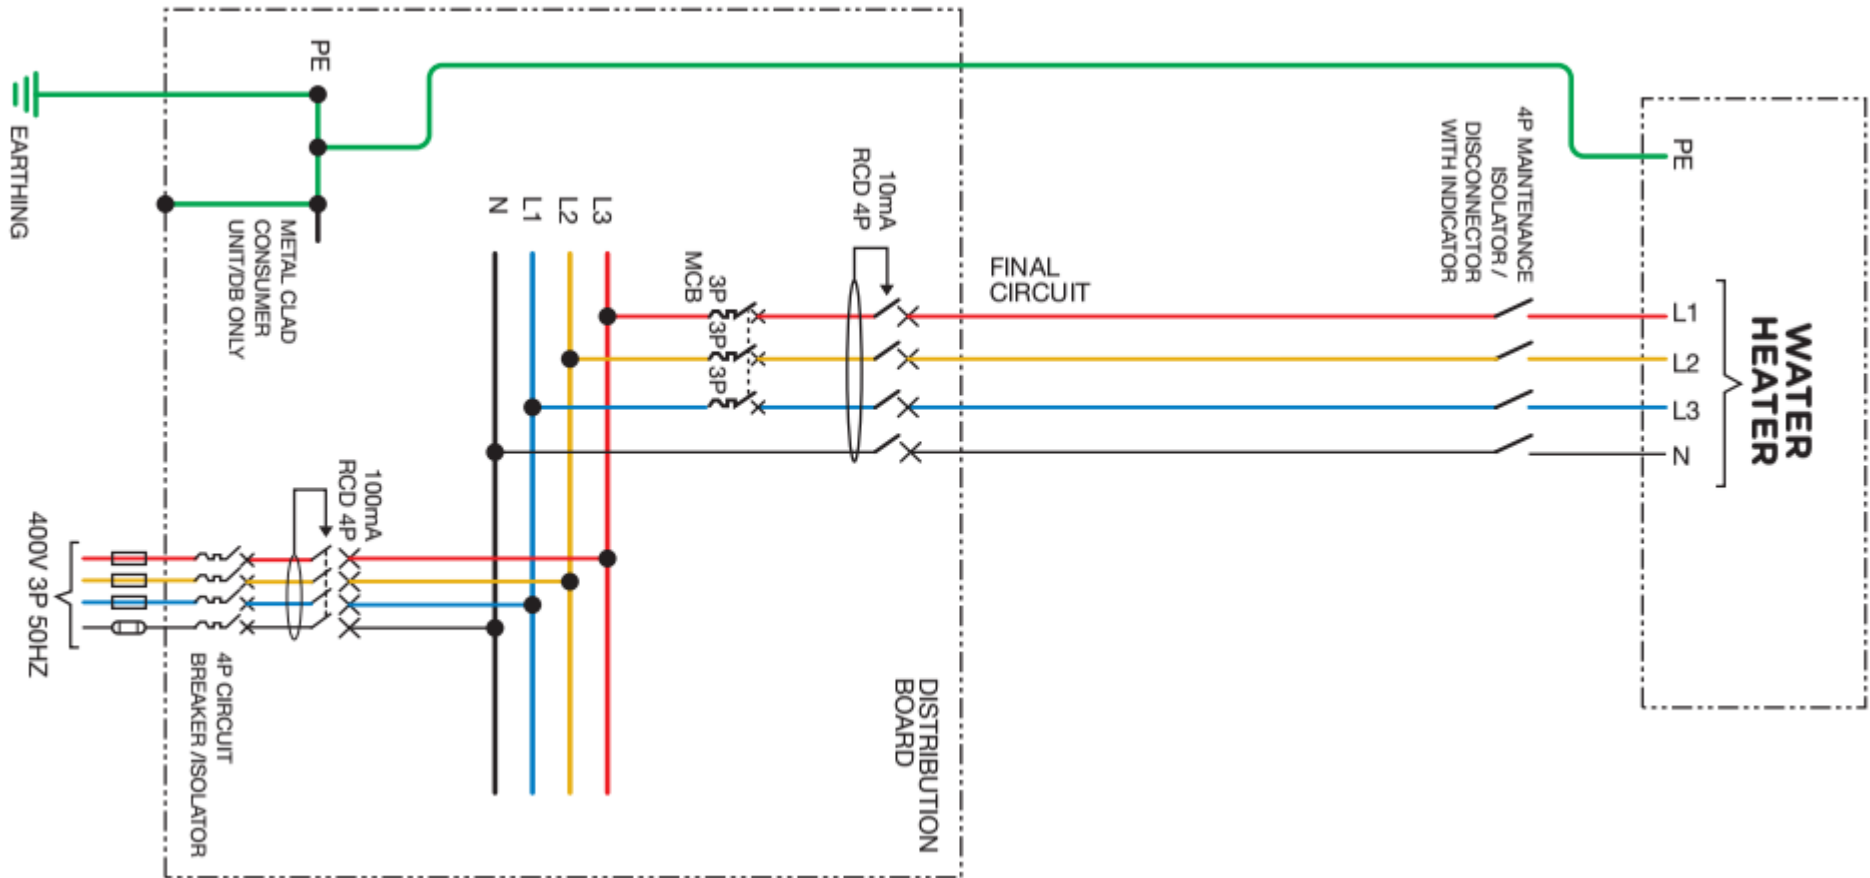 PE
EARTHING
METAL CLAD
CONSUMER
UNIT/DB ONLY
N
L1
L2
L3
3P
MCB
3P
3P
10mA
RCD 4P
FINAL
CIRCUIT
4P MAINTENANCE
ISOLATOR /
DISCONNECTOR
WITH INDICATOR
PE
L1
L2
L3
N
WATER
HEATER
100mA
RCD 4P
400V 3P 50HZ
4P CIRCUIT
BREAKER /ISOLATOR
DISTRIBUTION
BOARD